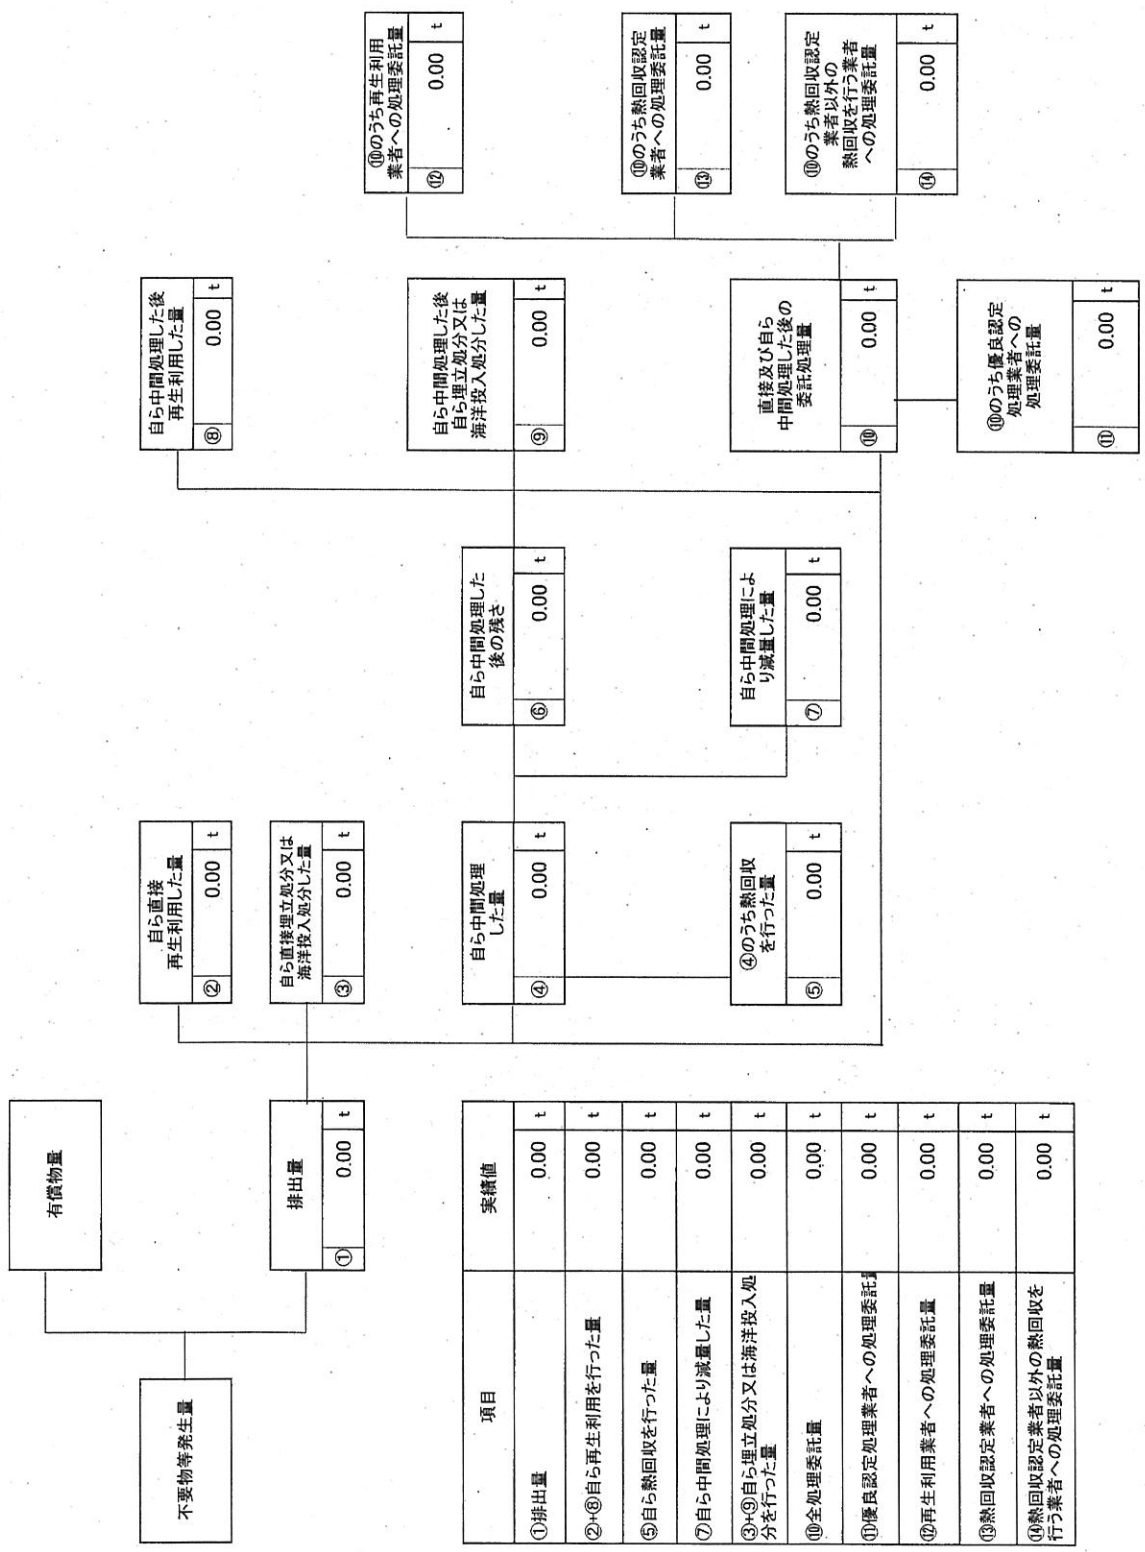 不要物等発生量
有償物量
排出量
① 0.00 t
自ら直接
再生利用した量
② 0.00 t
自ら直接埋立処分又は
海洋投入処分した量
③ 0.00 t
自ら中間処理
した量
④ 0.00 t
④のうち熱回収
を行った量
⑤ 0.00 t
自ら中間処理した
後の残さ
⑥ 0.00 t
自ら中間処理によ
り減量した量
⑦ 0.00 t
自ら中間処理した後
再生利用した量
⑧ 0.00 t
自ら中間処理した後
自ら埋立処分又は
海洋投入処分した量
⑨ 0.00 t
直接及び自ら
中間処理した後の
委託処理量
⑩ 0.00 t
⑩のうち優良認定
処理業者への
処理委託量
⑪ 0.00 t
⑩のうち再生利用
業者への処理委託量
⑫ 0.00 t
⑩のうち熱回収認定
業者への処理委託量
⑬ 0.00 t
⑩のうち熱回収認定
業者以外の
熱回収を行う業者
への処理委託量
⑭ 0.00 t
項目 実績値
①排出量 0.00 t
②+⑧自ら再生利用を行った量 0.00 t
⑤自ら熱回収を行った量 0.00 t
⑦自ら中間処理により減量した量 0.00 t
③+⑨自ら埋立処分又は海洋投入処
分を行った量 0.00 t
⑩全処理委託量 0.00 t
⑪優良認定処理業者への処理委託量 0.00 t
⑫再生利用業者への処理委託量 0.00 t
⑬熱回収認定業者への処理委託量 0.00 t
⑭熱回収認定業者以外の熱回収を
行う業者への処理委託量 0.00 t